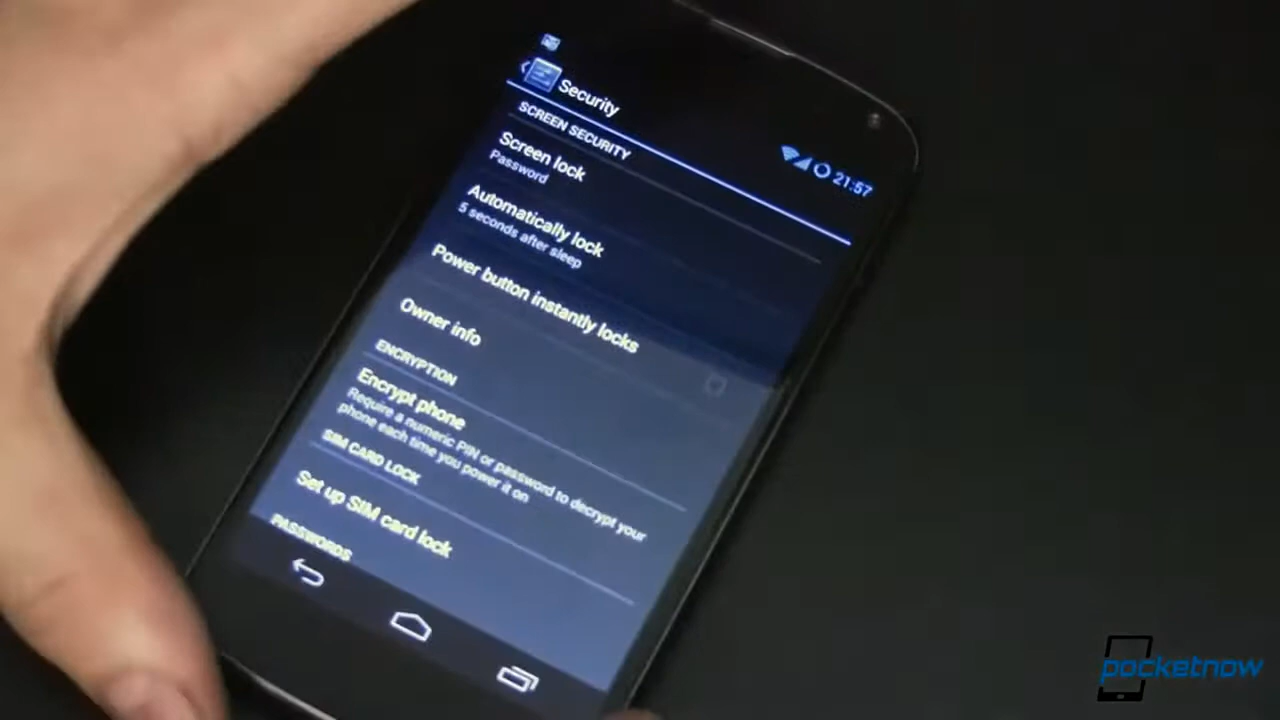 Security
21:57
SCREEN SECURITY
Screen lock
Password
Automatically lock
5 seconds after sleep
Power button instantly locks
Owner info
ENCRYPTION
Encrypt phone
Require a numeric PIN or password to decrypt your
phone each time you power it on
SIM CARD LOCK
Set up SIM card lock
PASSWORDS
pocketnow